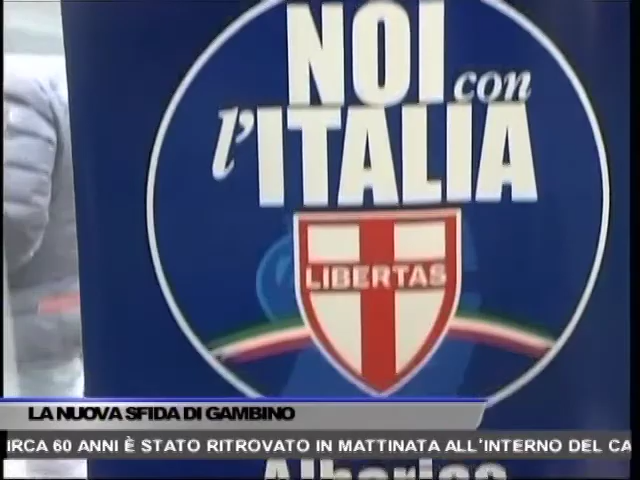 NOI con
l'ITALIA
LIBERTAS
LA NUOVA SFIDA DI GAMBINO
IRCA 60 ANNI È STATO RITROVATO IN MATTINATA ALL'INTERNO DEL CA